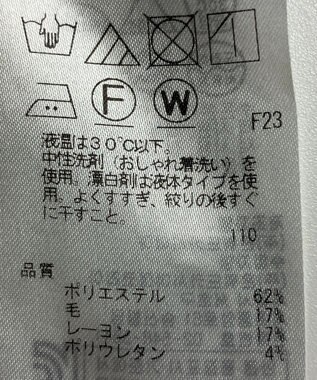 F
W
F23
液温は30℃以下。
中性洗剤（おしゃれ着洗い）を
使用。漂白剤は液体タイプを使
用。よくすすぎ、絞りの後すぐ
に干すこと。
110
品質
ポリエステル 62%
毛 17%
レーヨン 17%
ポリウレタン 4%